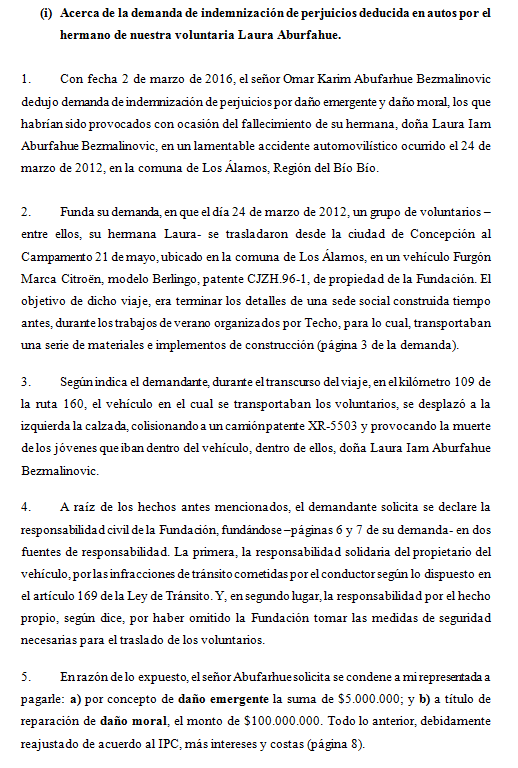 (i) Acerca de la demanda de indemnización de perjuicios deducida en autos por el
hermano de nuestra voluntaria Laura Aburfahue.
1. Con fecha 2 de marzo de 2016, el señor Omar Karim Abufarhue Bezmalinovic
dedujo demanda de indemnización de perjuicios por daño emergente y daño moral, los que
habrían sido provocados con ocasión del fallecimiento de su hermana, doña Laura Iam
Aburfahue Bezmalinovic, en un lamentable accidente automovilístico ocurrido el 24 de
marzo de 2012, en la comuna de Los Álamos, Región del Bío Bío.
2. Funda su demanda, en que el día 24 de marzo de 2012, un grupo de voluntarios –
entre ellos, su hermana Laura- se trasladaron desde la ciudad de Concepción al
Campamento 21 de mayo, ubicado en la comuna de Los Álamos, en un vehículo Furgón
Marca Citroën, modelo Berlingo, patente CJZH.96-1, de propiedad de la Fundación. El
objetivo de dicho viaje, era terminar los detalles de una sede social construida tiempo
antes, durante los trabajos de verano organizados por Techo, para lo cual, transportaban
una serie de materiales e implementos de construcción (página 3 de la demanda).
3. Según indica el demandante, durante el transcurso del viaje, en el kilómetro 109 de
la ruta 160, el vehículo en el cual se transportaban los voluntarios, se desplazó a la
izquierda la calzada, colisionando a un camión patente XR-5503 y provocando la muerte
de los jóvenes que iban dentro del vehículo, dentro de ellos, doña Laura Iam Aburfahue
Bezmalinovic.
4. A raíz de los hechos antes mencionados, el demandante solicita se declare la
responsabilidad civil de la Fundación, fundándose –páginas 6 y 7 de su demanda- en dos
fuentes de responsabilidad. La primera, la responsabilidad solidaria del propietario del
vehículo, por las infracciones de tránsito cometidas por el conductor según lo dispuesto en
el artículo 169 de la Ley de Tránsito. Y, en segundo lugar, la responsabilidad por el hecho
propio, según dice, por haber omitido la Fundación tomar las medidas de seguridad
necesarias para el traslado de los voluntarios.
5. En razón de lo expuesto, el señor Abufarhue solicita se condene a mi representada a
pagarle: a) por concepto de daño emergente la suma de $5.000.000; y b) a título de
reparación de daño moral, el monto de $100.000.000. Todo lo anterior, debidamente
reajustado de acuerdo al IPC, más intereses y costas (página 8).